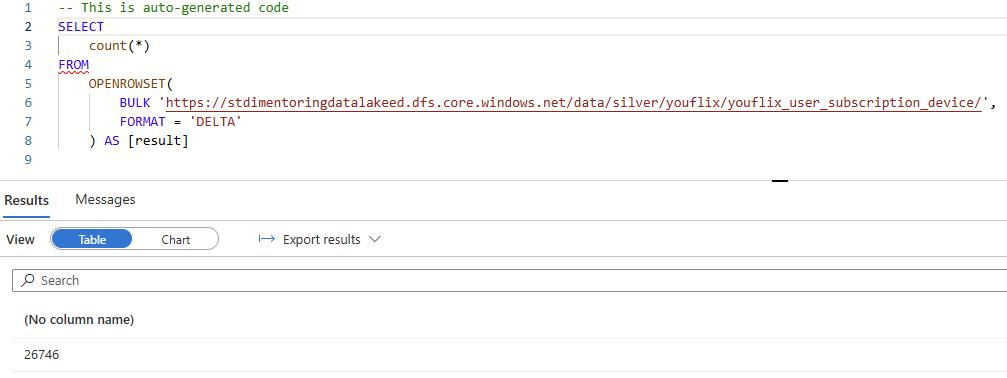 1 -- This is auto-generated code
2 SELECT
3 count(*)
4 FROM
5 OPENROWSET(
6 BULK 'https://stdimentoringdatalakeed.dfs.core.windows.net/data/silver/youflix/youflix_user_subscription_device/',
7 FORMAT = 'DELTA'
8 ) AS [result]
9
Results Messages
View Table Chart Export results
Search
(No column name)
26746